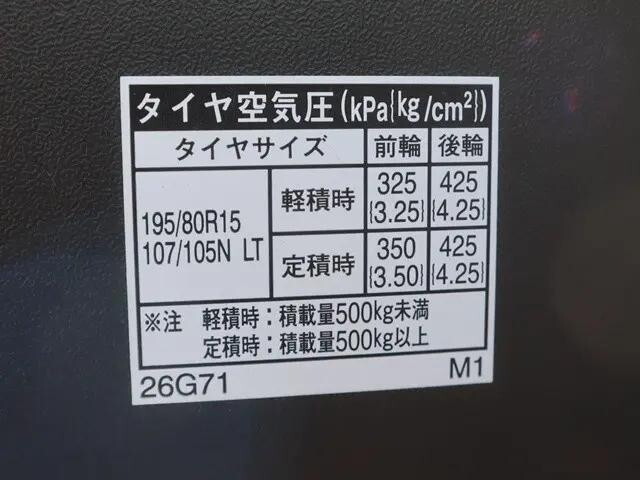 タイヤ空気圧(kPa{kg/cm²})
タイヤサイズ 前輪 後輪
195/80R15
107/105N LT
軽積時 325 {3.25} 425 {4.25}
定積時 350 {3.50} 425 {4.25}
※注 軽積時:積載量500kg未満
定積時:積載量500kg以上
26G71 M1